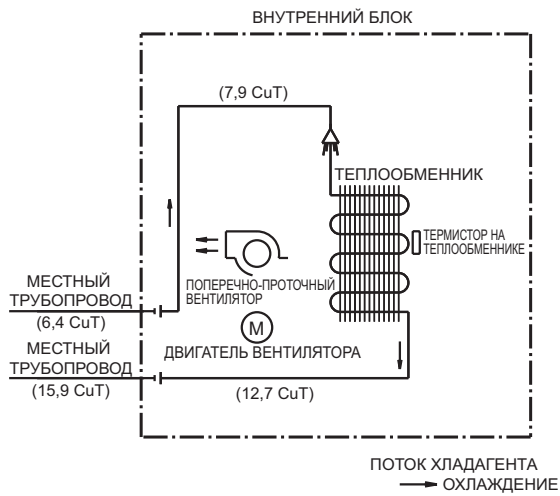 ВНУТРЕННИЙ БЛОК
(7,9 CuT)
ТЕПЛООБМЕННИК
ТЕРМИСТОР НА
ТЕПЛООБМЕННИКЕ
ПОПЕРЕЧНО-ПРОТОЧНЫЙ
ВЕНТИЛЯТОР
МЕСТНЫЙ
ТРУБОПРОВОД
(6,4 CuT)
M
ДВИГАТЕЛЬ ВЕНТИЛЯТОРА
МЕСТНЫЙ
ТРУБОПРОВОД
(15,9 CuT)
(12,7 CuT)
ПОТОК ХЛАДАГЕНТА
ОХЛАЖДЕНИЕ